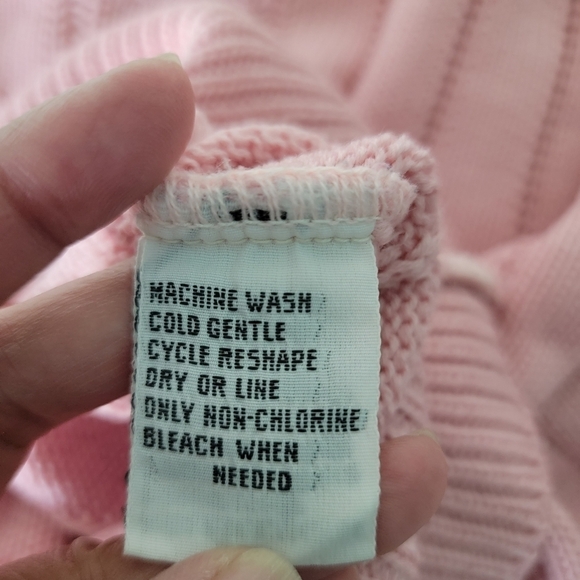 MACHINE WASH
COLD GENTLE
CYCLE RESHAPE
DRY OR LINE
ONLY NON-CHLORINE
BLEACH WHEN
NEEDED